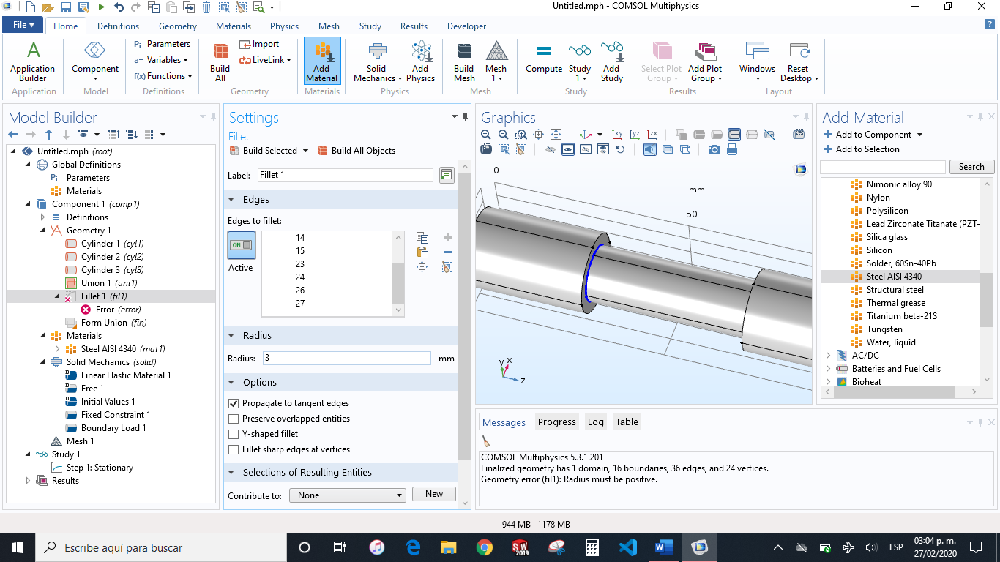 Untitled.mph - COMSOL Multiphysics
File Home Definitions Geometry Materials Physics Mesh Study Results Developer
Application Builder
Component
Pi Parameters
a= Variables
f(x) Functions
Build All
Import
LiveLink
Add Material
Solid Mechanics
Add Physics
Build Mesh
Mesh 1
Compute
Study 1
Add Study
Select Plot Group
Add Plot Group
Windows
Reset Desktop
Application Model Definitions Geometry Materials Physics Mesh Study Results Layout
Model Builder
Untitled.mph (root)
Global Definitions
Pi Parameters
Materials
Component 1 (comp1)
Definitions
Geometry 1
Cylinder 1 (cyl1)
Cylinder 2 (cyl2)
Cylinder 3 (cyl3)
Union 1 (uni1)
Fillet 1 (fil1)
Error (error)
Form Union (fin)
Materials
Steel AISI 4340 (mat1)
Solid Mechanics (solid)
Linear Elastic Material 1
Free 1
Initial Values 1
Fixed Constraint 1
Boundary Load 1
Mesh 1
Study 1
Step 1: Stationary
Results
Settings
Fillet
Build Selected Build All Objects
Label: Fillet 1
Edges
Edges to fillet:
ON
Active
14
15
23
24
26
27
Radius
Radius: 3 mm
Options
Propagate to tangent edges
Preserve overlapped entities
Y-shaped fillet
Fillet sharp edges at vertices
Selections of Resulting Entities
Contribute to: None New
Graphics
xy yz zx
0
mm
50
y x
z
Messages Progress Log Table
COMSOL Multiphysics 5.3.1.201
Finalized geometry has 1 domain, 16 boundaries, 36 edges, and 24 vertices.
Geometry error (fil1): Radius must be positive.
Add Material
Add to Component
Add to Selection
Search
Nimonic alloy 90
Nylon
Polysilicon
Lead Zirconate Titanate (PZT-
Silica glass
Silicon
Solder, 60Sn-40Pb
Steel AISI 4340
Structural steel
Thermal grease
Titanium beta-21S
Tungsten
Water, liquid
AC/DC
Batteries and Fuel Cells
Bioheat
944 MB | 1178 MB
Escribe aquí para buscar
SW 2019
ESP
03:04 p. m.
27/02/2020